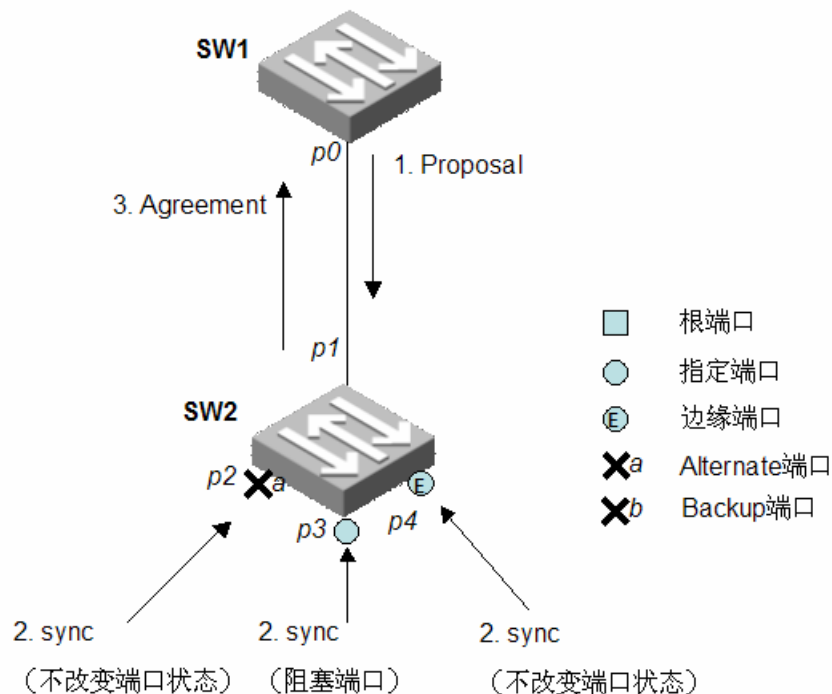 SW1
p0
1. Proposal
3. Agreement
p1
SW2
p2
a
p3
p4
E
2. sync
（不改变端口状态）
2. sync
（阻塞端口）
2. sync
（不改变端口状态）
根端口
指定端口
E 边缘端口
a Alternate端口
b Backup端口